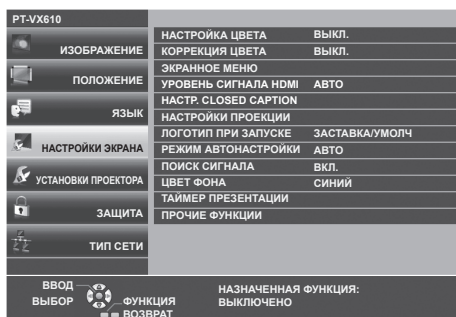 PT-VX610
ИЗОБРАЖЕНИЕ
ПОЛОЖЕНИЕ
ЯЗЫК
НАСТРОЙКИ ЭКРАНА
УСТАНОВКИ ПРОЕКТОРА
ЗАЩИТА
ТИП СЕТИ
НАСТРОЙКА ЦВЕТА ВЫКЛ.
КОРРЕКЦИЯ ЦВЕТА ВЫКЛ.
ЭКРАННОЕ МЕНЮ
УРОВЕНЬ СИГНАЛА HDMI АВТО
НАСТР. CLOSED CAPTION
НАСТРОЙКИ ПРОЕКЦИИ
ЛОГОТИП ПРИ ЗАПУСКЕ ЗАСТАВКА/УМОЛЧ
РЕЖИМ АВТОНАСТРОЙКИ АВТО
ПОИСК СИГНАЛА ВКЛ.
ЦВЕТ ФОНА СИНИЙ
ТАЙМЕР ПРЕЗЕНТАЦИИ
ПРОЧИЕ ФУНКЦИИ
ВВОД
ВЫБОР
ФУНКЦИЯ
ВОЗВРАТ
НАЗНАЧЕННАЯ ФУНКЦИЯ:
ВЫКЛЮЧЕНО